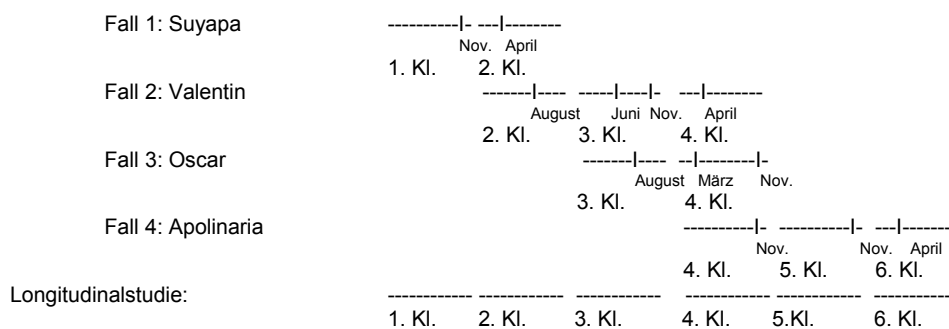 Fall 1: Suyapa ----------I- ---I--------
Nov. April
1. Kl. 2. Kl.
Fall 2: Valentin -------I---- -----I----I- ---I--------
August Juni Nov. April
2. Kl. 3. Kl. 4. Kl.
Fall 3: Oscar -------I---- --I--------I-
August März Nov.
3. Kl. 4. Kl.
Fall 4: Apolinaria ----------I- ----------I- ---I-------
Nov. Nov. April
4. Kl. 5. Kl. 6. Kl.
Longitudinalstudie: ------------ ------------ ------------ ------------ ------------ -----------
1. Kl. 2. Kl. 3. Kl. 4. Kl. 5.Kl. 6. Kl.